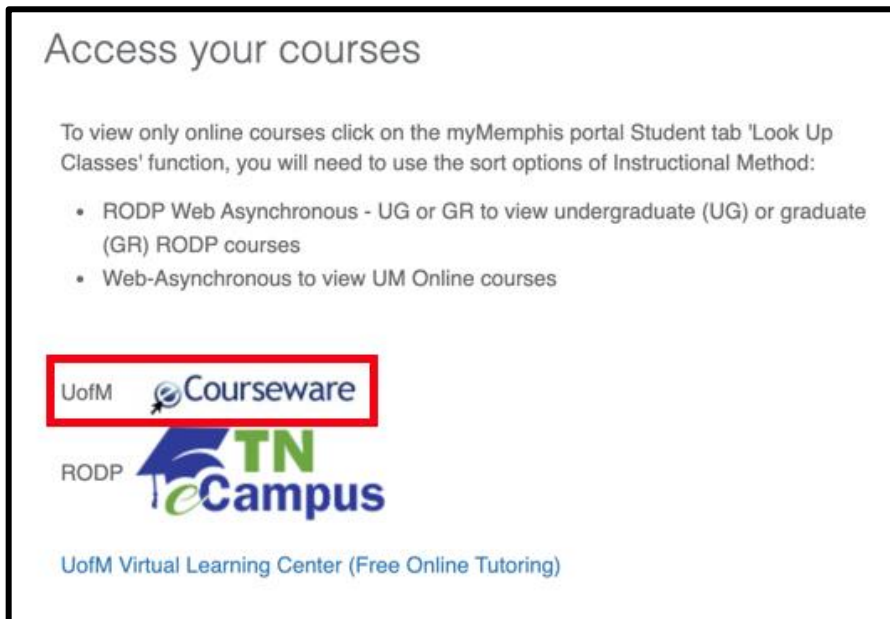 Access your courses
To view only online courses click on the myMemphis portal Student tab 'Look Up
Classes' function, you will need to use the sort options of Instructional Method:
• RODP Web Asynchronous - UG or GR to view undergraduate (UG) or graduate
(GR) RODP courses
• Web-Asynchronous to view UM Online courses
UofM eCourseware
RODP TN
eCampus
UofM Virtual Learning Center (Free Online Tutoring)